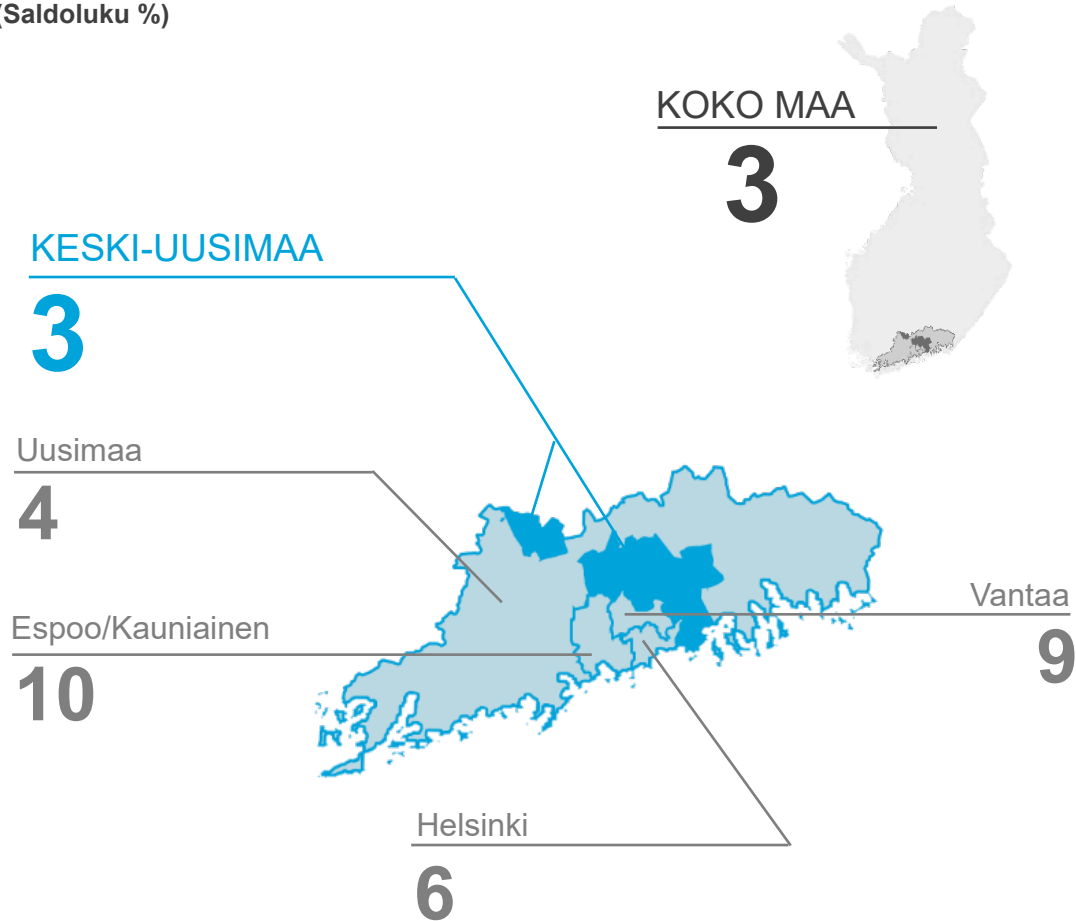 (Saldoluku %)
KOKO MAA
3
KESKI-UUSIMAA
3
Uusimaa
4
Espoo/Kauniainen
10
Vantaa
9
Helsinki
6